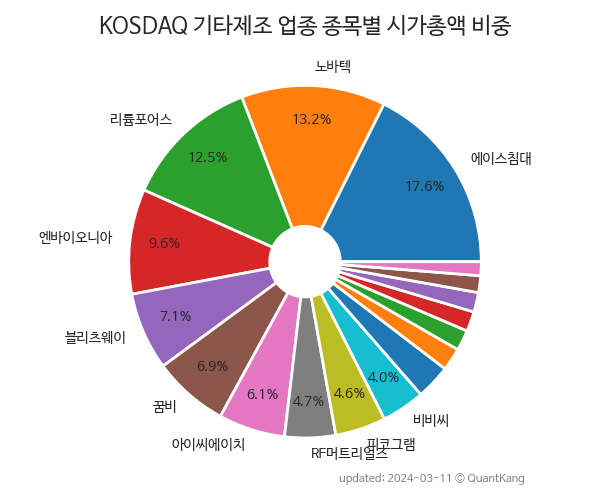 KOSDAQ 기타제조 업종 종목별 시가총액 비중
노바텍
13.2%
리튬포어스
12.5%
에이스침대
17.6%
엔바이오니아
9.6%
블리츠웨이
7.1%
꿈비
6.9%
아이씨에이치
6.1%
RF머트리얼즈
4.7%
피코그램
4.6%
비비씨
4.0%
updated: 2024-03-11 © QuantKang